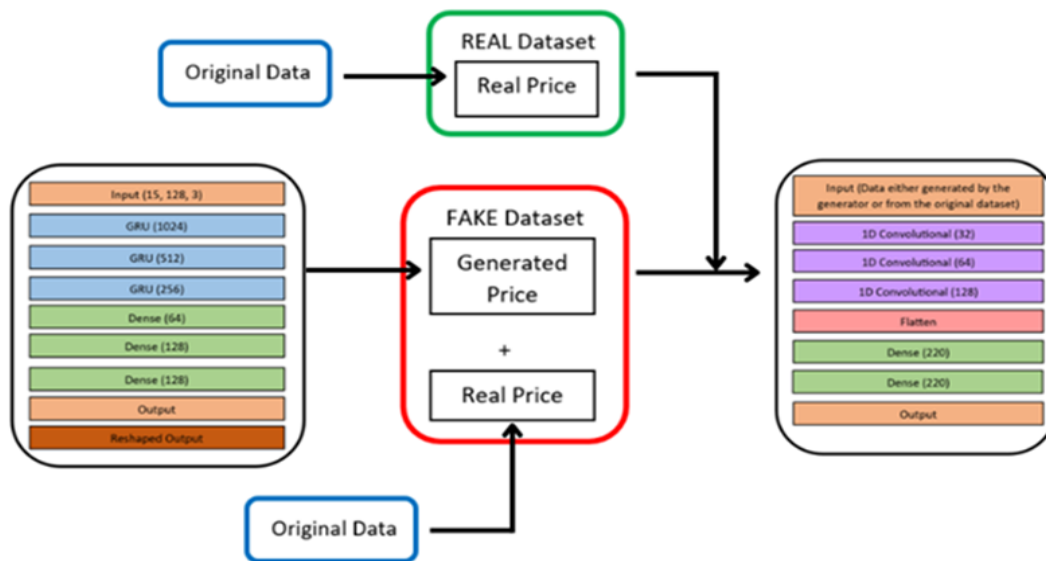 Original Data
REAL Dataset
Real Price
Input (15, 128, 3)
GRU (1024)
GRU (512)
GRU (256)
Dense (64)
Dense (128)
Dense (128)
Output
Reshaped Output
FAKE Dataset
Generated
Price
+
Real Price
Original Data
Input (Data either generated by the
generator or from the original dataset)
1D Convolutional (32)
1D Convolutional (64)
1D Convolutional (128)
Flatten
Dense (220)
Dense (220)
Output